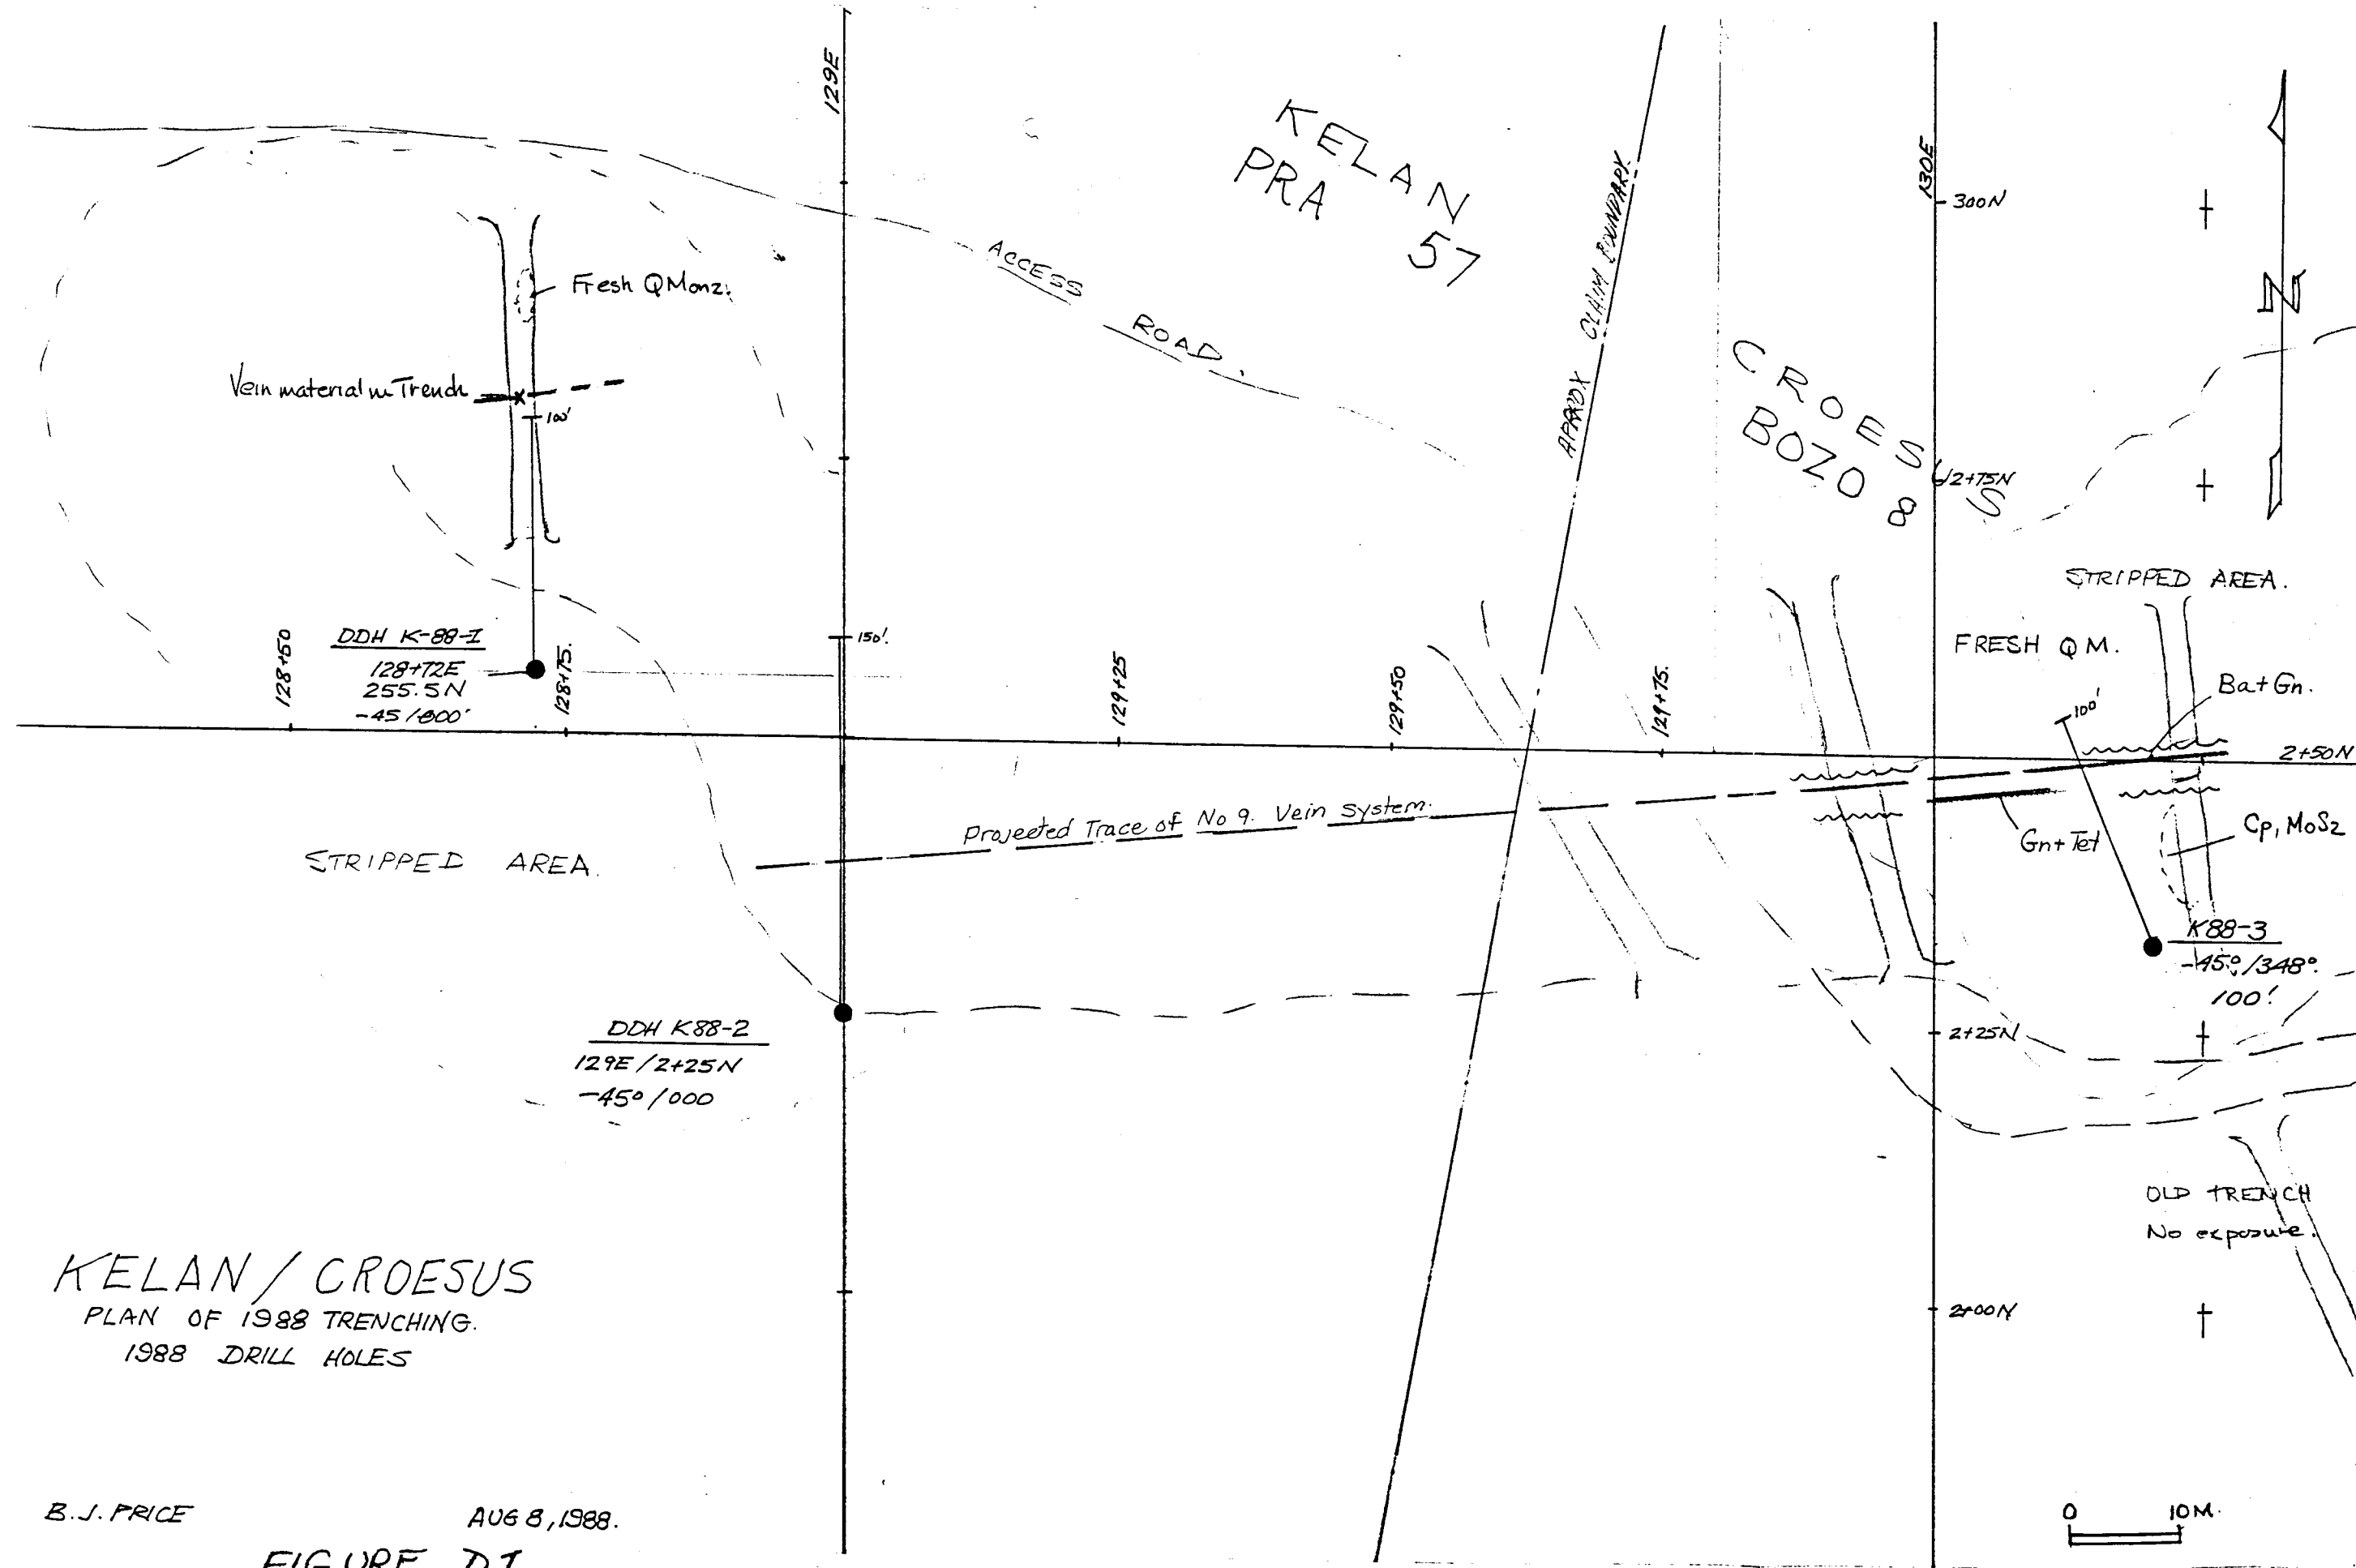 129E
KELAN
PRA 57
APPROX CLAIM BOUNDARY.
130E
300N
N
ACCESS ROAD.
Fresh QMonz.
Vein material in Trench
100'
CROESUS
BOZO 8
2+75N
STRIPPED AREA.
FRESH QM.
Ba+Gn.
128+50
DDH K-88-I
128+72E
255.5N
-45/000'
128+75.
150'.
129+25
129+50
129+75.
100'
2+50N
Projected Trace of No 9. Vein System.
STRIPPED AREA.
Gn+Tet
Cp, MoS2
K88-3
-45°/348°.
100'
DDH K88-2
129E/2+25N
-45°/000
2+25N
OLD TRENCH
No exposure.
2+00N
KELAN / CROESUS
PLAN OF 1988 TRENCHING.
1988 DRILL HOLES
B.J. PRICE
AUG 8, 1988.
0 10M.
FIGURE DI